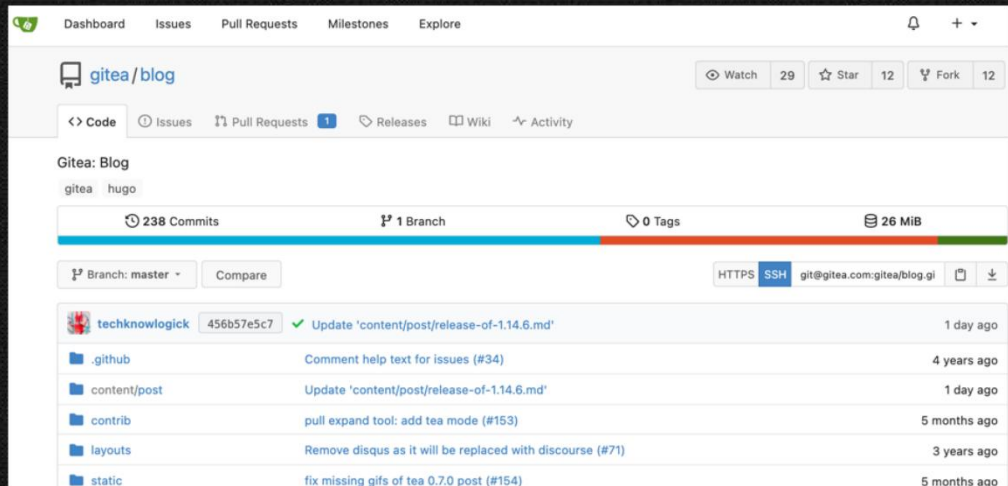 Dashboard Issues Pull Requests Milestones Explore
gitea/blog Watch 29 Star 12 Fork 12
Code Issues Pull Requests 1 Releases Wiki Activity
Gitea: Blog
gitea hugo
238 Commits 1 Branch 0 Tags 26 MiB
Branch: master Compare HTTPS SSH git@gitea.com:gitea/blog.gi
techknowlogick 456b57e5c7 Update 'content/post/release-of-1.14.6.md' 1 day ago
.github Comment help text for issues (#34) 4 years ago
content/post Update 'content/post/release-of-1.14.6.md' 1 day ago
contrib pull expand tool: add tea mode (#153) 5 months ago
layouts Remove disqus as it will be replaced with discourse (#71) 3 years ago
static fix missing gifs of tea 0.7.0 post (#154) 5 months ago